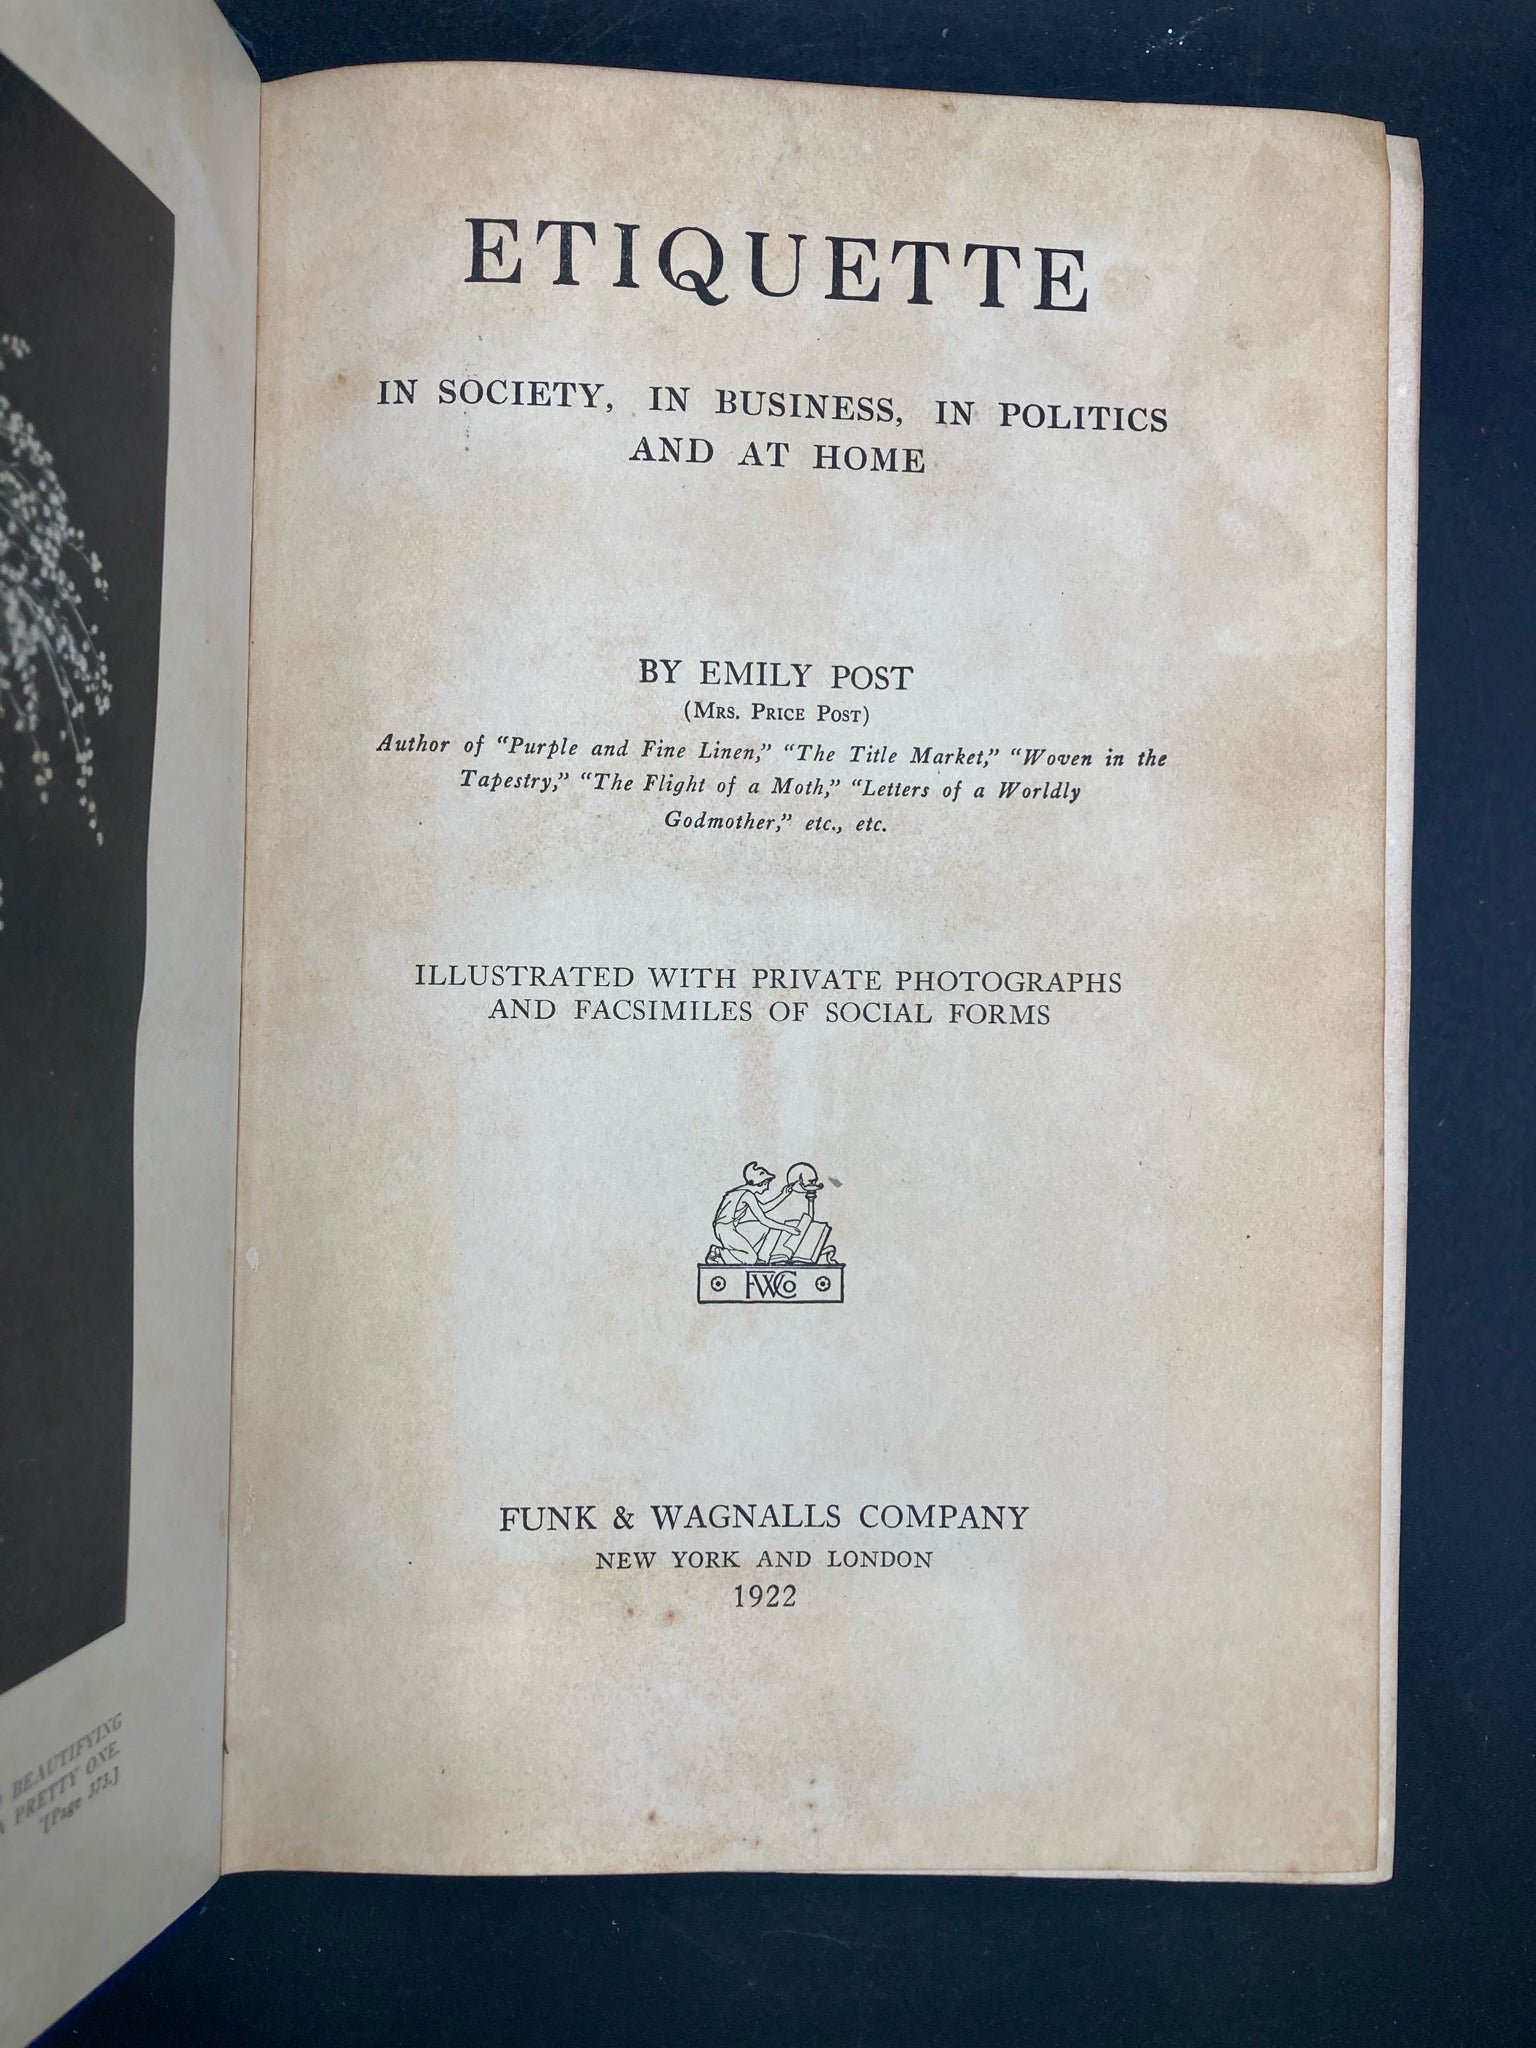 BEAUTIFYING
A PRETTY ONE
[Page 373.]
ETIQUETTE
IN SOCIETY, IN BUSINESS, IN POLITICS
AND AT HOME
BY EMILY POST
(MRS. PRICE POST)
Author of "Purple and Fine Linen," "The Title Market," "Woven in the
Tapestry," "The Flight of a Moth," "Letters of a Worldly
Godmother," etc., etc.
ILLUSTRATED WITH PRIVATE PHOTOGRAPHS
AND FACSIMILES OF SOCIAL FORMS
FWCo
FUNK & WAGNALLS COMPANY
NEW YORK AND LONDON
1922